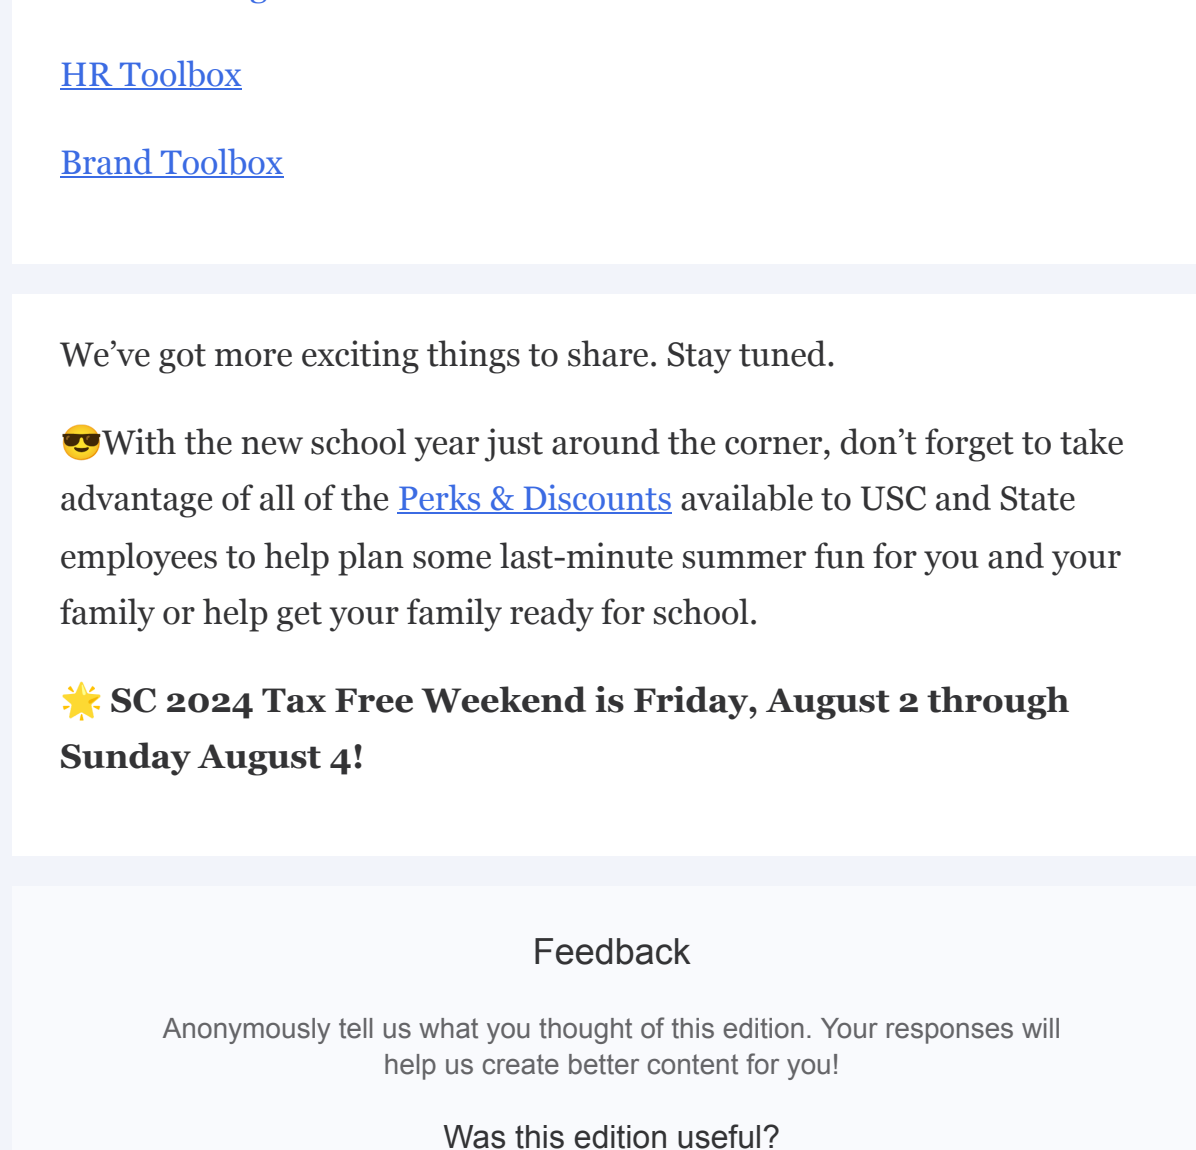 HR Toolbox
Brand Toolbox
We’ve got more exciting things to share. Stay tuned.
😎With the new school year just around the corner, don’t forget to take
advantage of all of the Perks & Discounts available to USC and State
employees to help plan some last-minute summer fun for you and your
family or help get your family ready for school.
🌟 SC 2024 Tax Free Weekend is Friday, August 2 through
Sunday August 4!
Feedback
Anonymously tell us what you thought of this edition. Your responses will
help us create better content for you!
Was this edition useful?